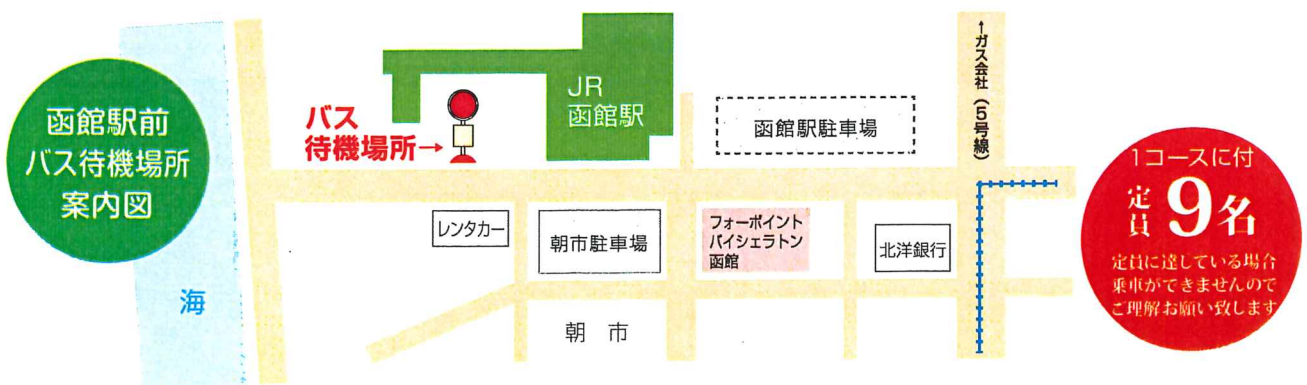 函館駅前
バス待機場所
案内図
海
バス
待機場所→
JR
函館駅
函館駅駐車場
↑ガス会社(5号線)
レンタカー
朝市駐車場
フォーポイント
バイシェラトン
函館
北洋銀行
朝 市
1コースに付
定員 9名
定員に達している場合
乗車ができませんので
ご理解お願い致します